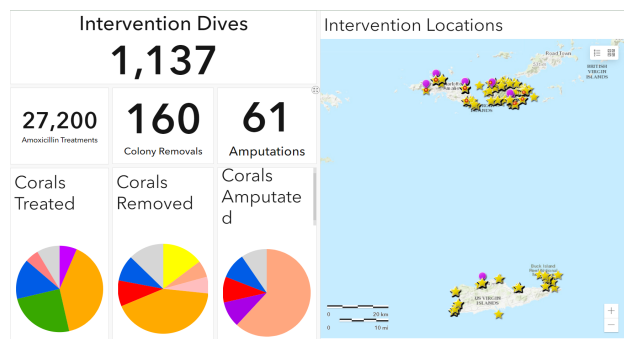 Intervention Dives
1,137
27,200
Amoxicillin Treatments
160
Colony Removals
61
Amputations
Corals
Treated
Corals
Removed
Corals
Amputate
d
Intervention Locations
Road Town
BRITISH
VIRGIN
ISLANDS
ISLANDS
US VIRGIN
ISLANDS
0
20 km
0
10 mi
+
−